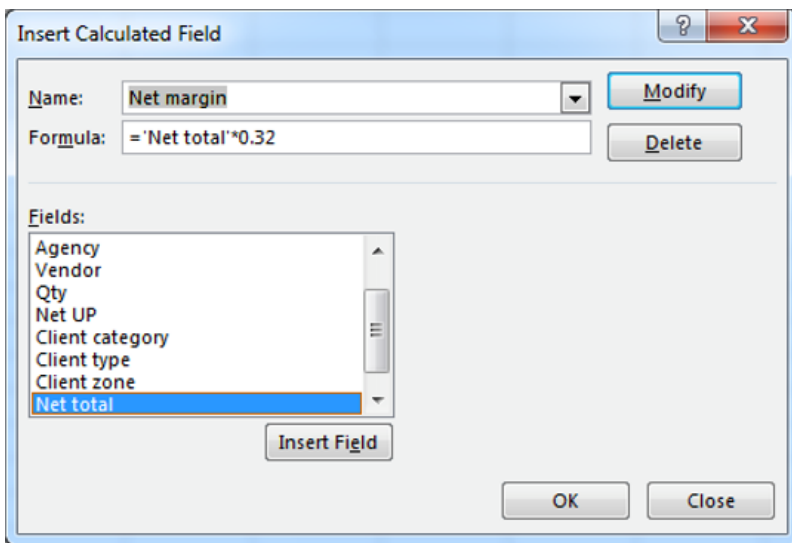 Insert Calculated Field
?
Name: Net margin Modify
Formula: ='Net total'*0.32 Delete
Fields:
Agency
Vendor
Qty
Net UP
Client category
Client type
Client zone
Net total
Insert Field
OK Close